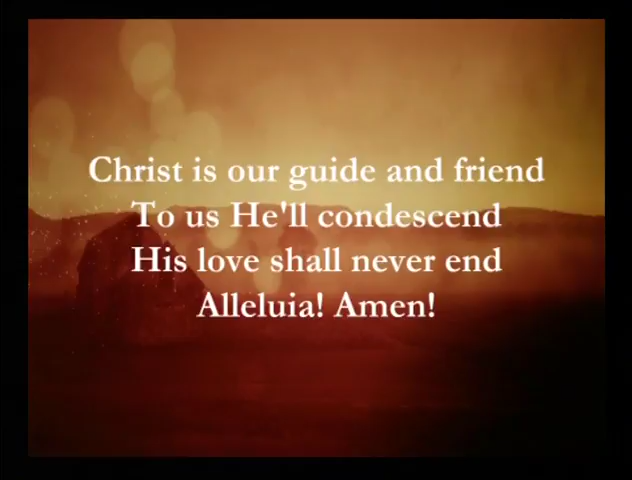 Christ is our guide and friend
To us He'll condescend
His love shall never end
Alleluia! Amen!